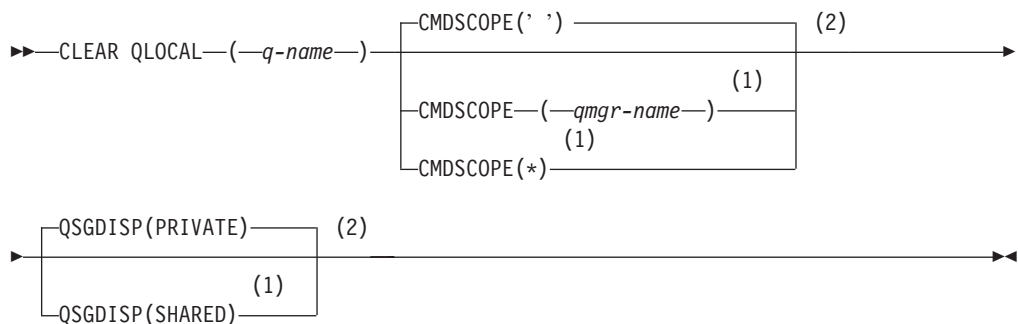 CMDSCOPE(’ ’) (2)
CLEAR QLOCAL ( q-name )
(1)
CMDSCOPE ( qmgr-name )
(1)
CMDSCOPE(*)
QSGDISP(PRIVATE) (2)
(1)
QSGDISP(SHARED)